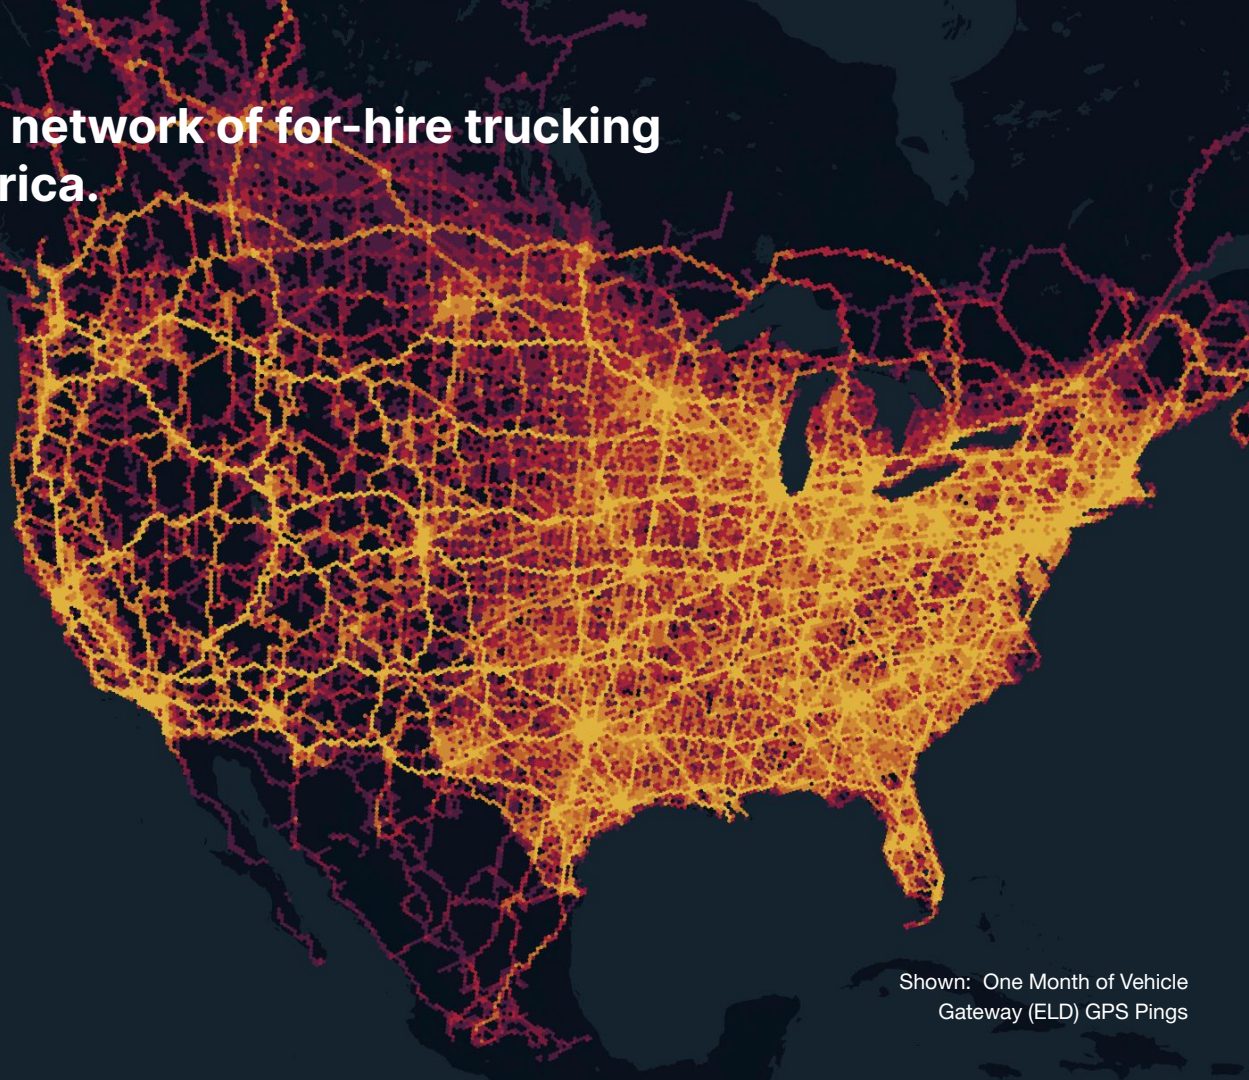 network of for-hire trucking
rica.
Shown:  One Month of Vehicle
Gateway (ELD) GPS Pings